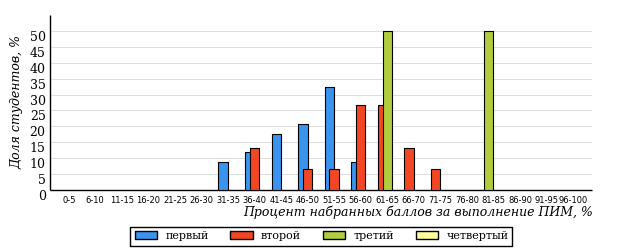 Доля студентов, %
50
45
40
35
30
25
20
15
10
5
0
0-5 6-10 11-15 16-20 21-25 26-30 31-35 36-40 41-45 46-50 51-55 56-60 61-65 66-70 71-75 76-80 81-85 86-90 91-95 96-100
Процент набранных баллов за выполнение ПИМ, %
первый второй третий четвертый